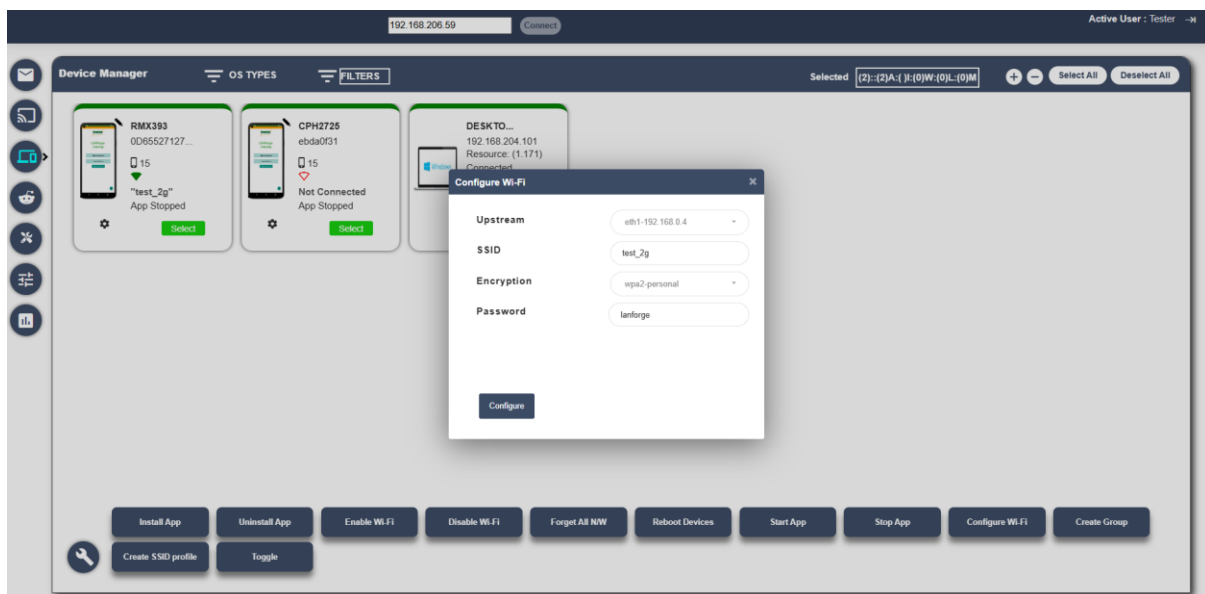 192.168.206.59 Connect Active User : Tester
Device Manager OS TYPES FILTERS Selected (2)::(2)A:( )I:(0)W:(0)L:(0)M Select All Deselect All
RMX393
0D65527127...
15
"test_2g"
App Stopped
Select
CPH2725
ebda0f31
15
Not Connected
App Stopped
Select
DESKTO...
192.168.204.101
Resource: (1.171)
Connected
Windows
Configure Wi-Fi ×
Upstream eth1-192.168.0.4
SSID test_2g
Encryption wpa2-personal
Password lanforge
Configure
Install App Uninstall App Enable Wi-Fi Disable Wi-Fi Forget All N/W Reboot Devices Start App Stop App Configure Wi-Fi Create Group
Create SSID profile Toggle